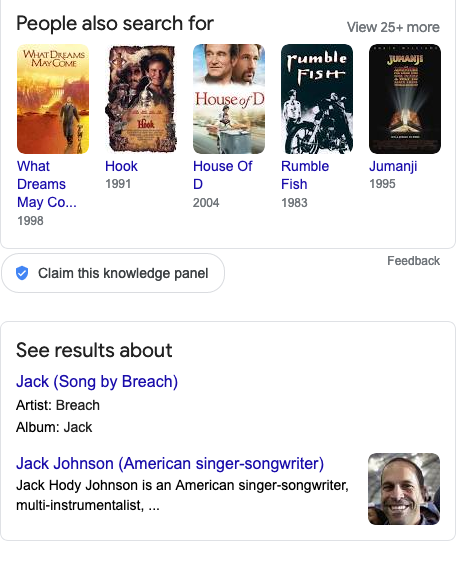 People also search for
View 25+ more
WHAT DREAMS
MAY COME
Hook
House of D
rumble
FISH
ROBIN WILLIAMS
JUMANJI
What
Dreams
May Co...
1998
Hook
1991
House Of
D
2004
Rumble
Fish
1983
Jumanji
1995
Feedback
Claim this knowledge panel
See results about
Jack (Song by Breach)
Artist: Breach
Album: Jack
Jack Johnson (American singer-songwriter)
Jack Hody Johnson is an American singer-songwriter,
multi-instrumentalist, ...